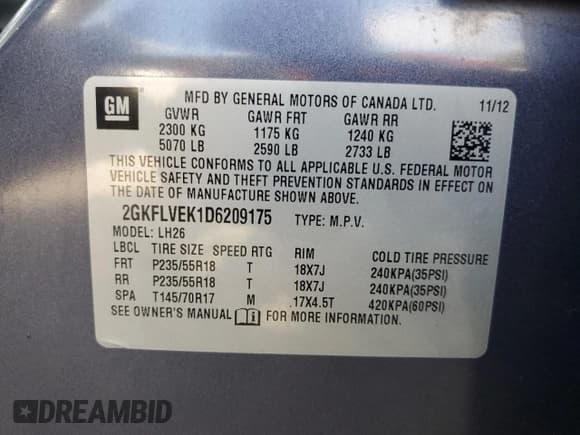 GM
MFD BY GENERAL MOTORS OF CANADA LTD. 11/12
GVWR GAWR FRT GAWR RR
2300 KG 1175 KG 1240 KG
5070 LB 2590 LB 2733 LB
THIS VEHICLE CONFORMS TO ALL APPLICABLE U.S. FEDERAL MOTOR
VEHICLE SAFETY AND THEFT PREVENTION STANDARDS IN EFFECT ON
THE DATE OF MANUFACTURE SHOWN ABOVE.
2GKFLVEK1D6209175 TYPE: M.P.V.
MODEL: LH26
LBCL TIRE SIZE SPEED RTG RIM COLD TIRE PRESSURE
FRT P235/55R18 T 18X7J 240KPA(35PSI)
RR P235/55R18 T 18X7J 240KPA(35PSI)
SPA T145/70R17 M .17X4.5T 420KPA(60PSI)
SEE OWNER'S MANUAL FOR MORE INFORMATION.
DREAMBID